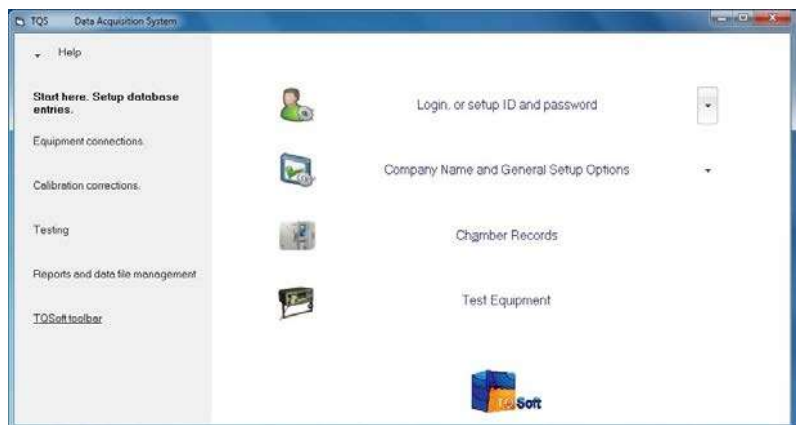 TQS Data Acquisition System
Help
Start here. Setup database
entries.
Equipment connections.
Calibration corrections.
Testing
Reports and data file management
TQSoft toolbar
Login, or setup ID and password
Company Name and General Setup Options
Chamber Records
Test Equipment
TQSoft